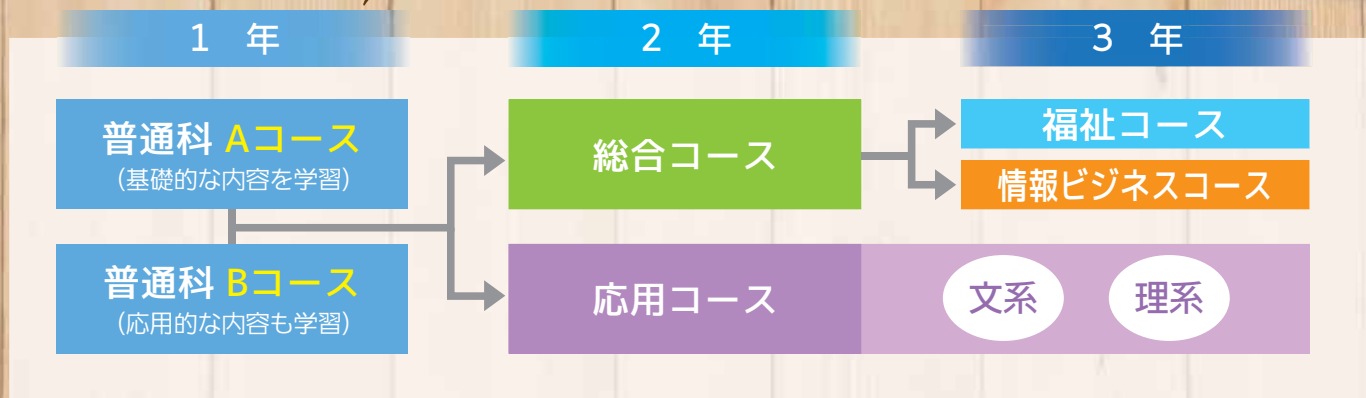 1 年
2 年
3 年
普通科 Aコース
(基礎的な内容を学習)
普通科 Bコース
(応用的な内容も学習)
総合コース
応用コース
福祉コース
情報ビジネスコース
文系
理系